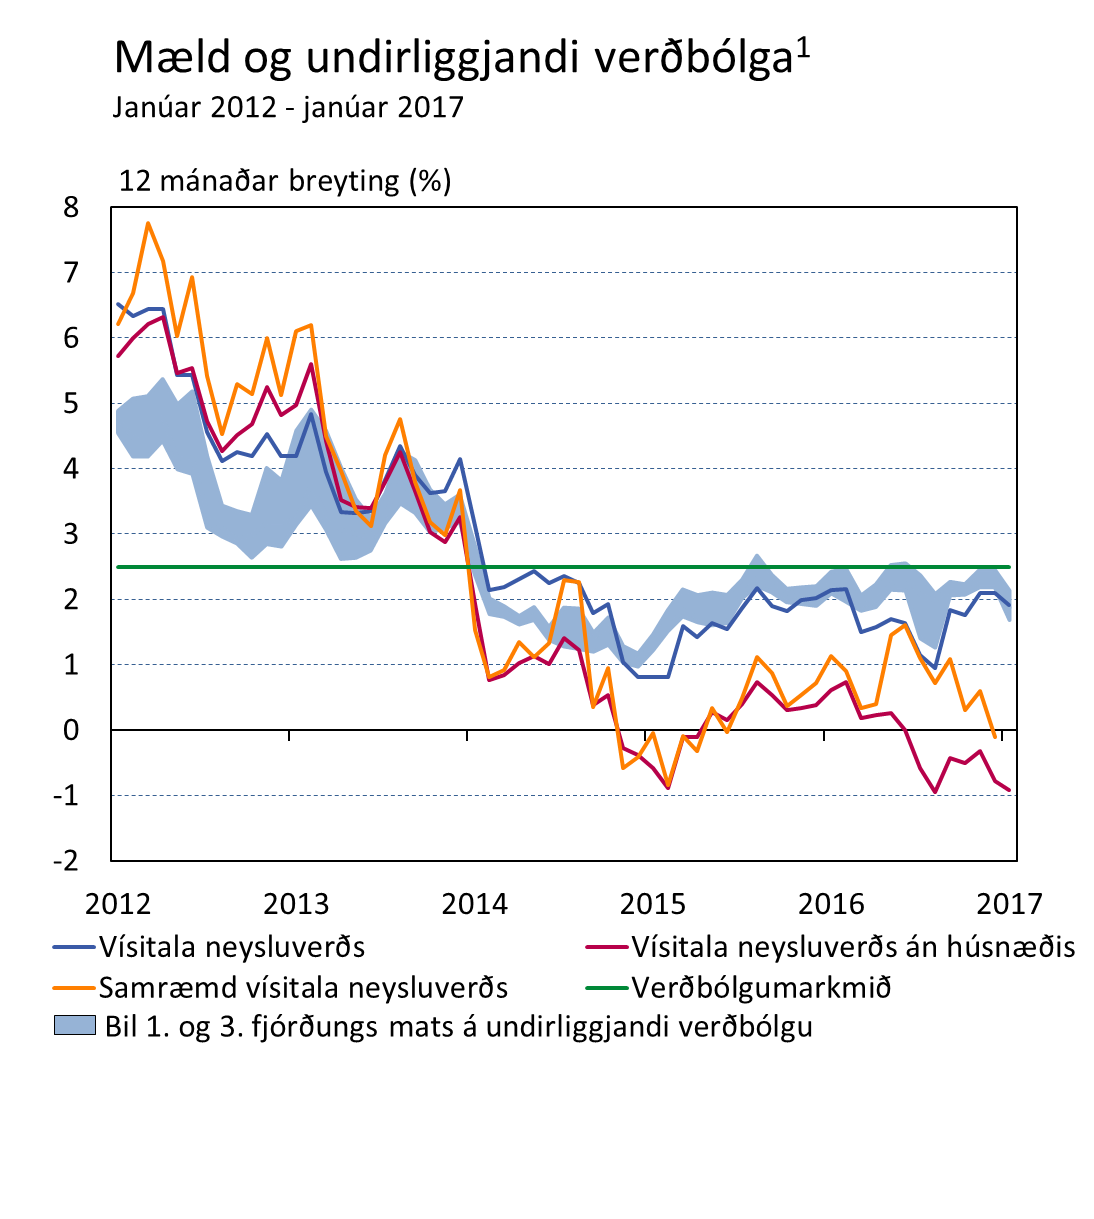 Mæld og undirliggjandi verðbólga¹
Janúar 2012 - janúar 2017
12 mánaðar breyting (%)
8
7
6
5
4
3
2
1
0
-1
-2
2012 2013 2014 2015 2016 2017
Vísitala neysluverðs Vísitala neysluverðs án húsnæðis
Samræmd vísitala neysluverðs Verðbólgumarkmið
Bil 1. og 3. fjórðungs mats á undirliggjandi verðbólgu